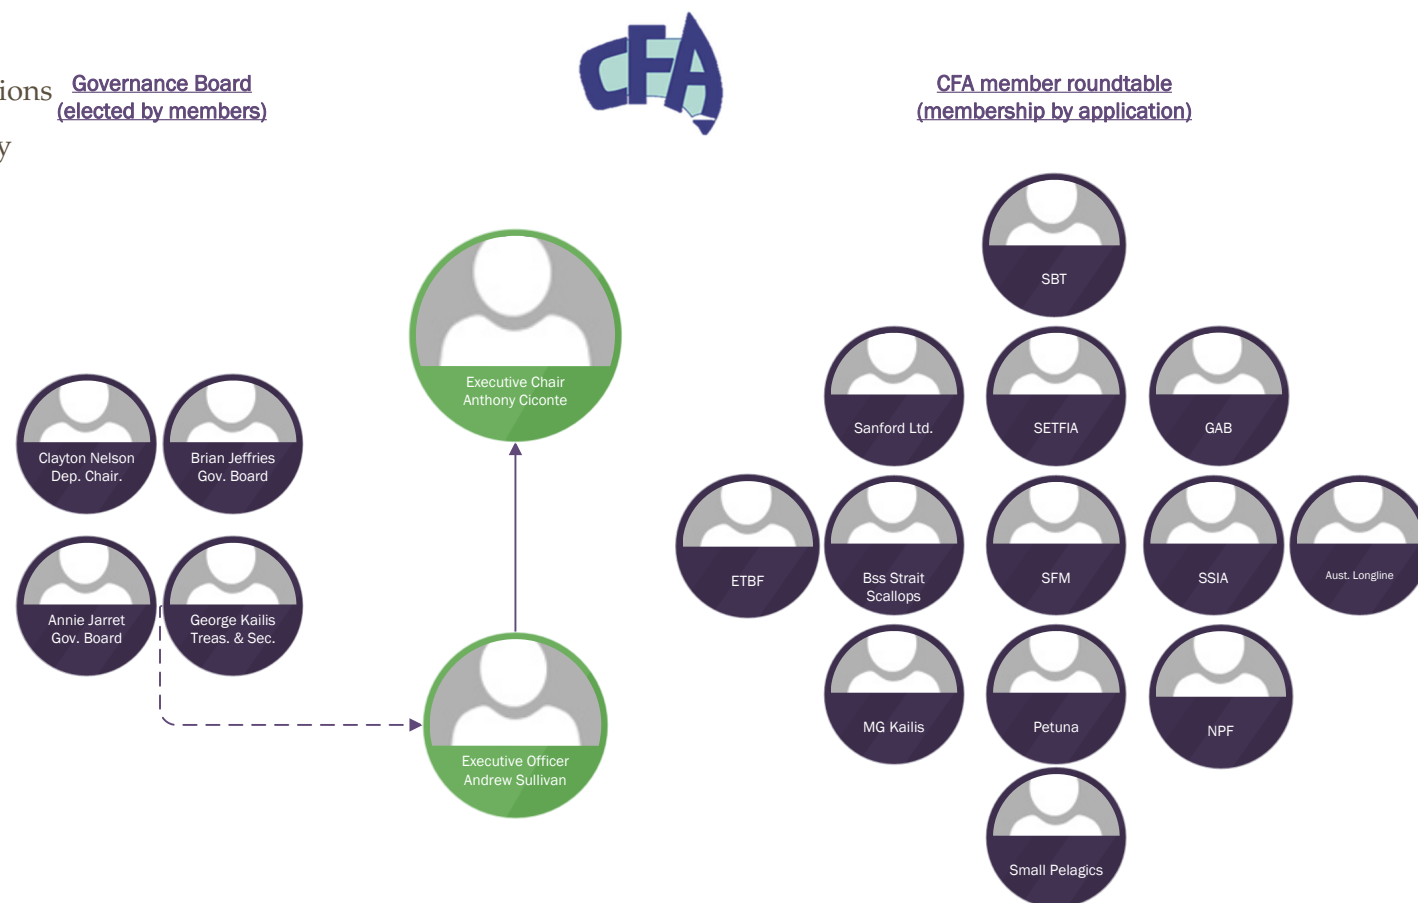 CFA
Governance Board
(elected by members)
ions
y
CFA member roundtable
(membership by application)
Executive Chair
Anthony Ciconte
Clayton Nelson
Dep. Chair.
Brian Jeffries
Gov. Board
Annie Jarret
Gov. Board
George Kailis
Treas. & Sec.
Executive Officer
Andrew Sullivan
SBT
Sanford Ltd.
SETFIA
GAB
ETBF
Bss Strait
Scallops
SFM
SSIA
Aust. Longline
MG Kailis
Petuna
NPF
Small Pelagics